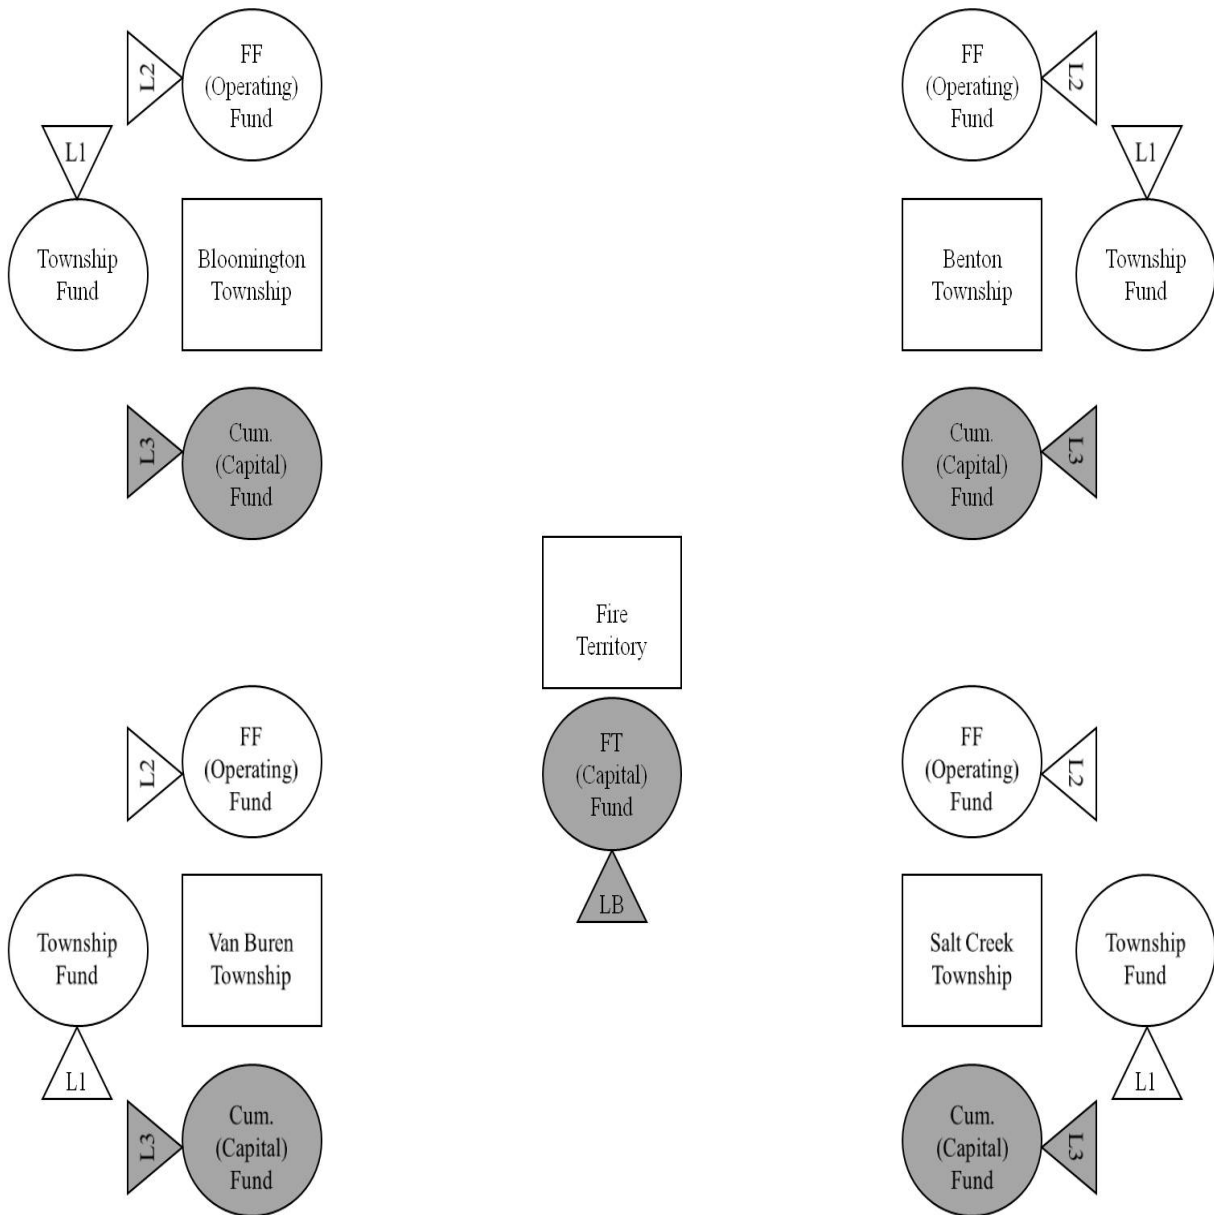 FF
(Operating)
Fund
L2
L1
Township
Fund
Bloomington
Township
Cum.
(Capital)
Fund
L3
FF
(Operating)
Fund
L2
L1
Benton
Township
Township
Fund
Cum.
(Capital)
Fund
L3
Fire
Territory
FT
(Capital)
Fund
LB
FF
(Operating)
Fund
L2
Township
Fund
L1
Van Buren
Township
Cum.
(Capital)
Fund
L3
FF
(Operating)
Fund
L2
Salt Creek
Township
Township
Fund
L1
Cum.
(Capital)
Fund
L3